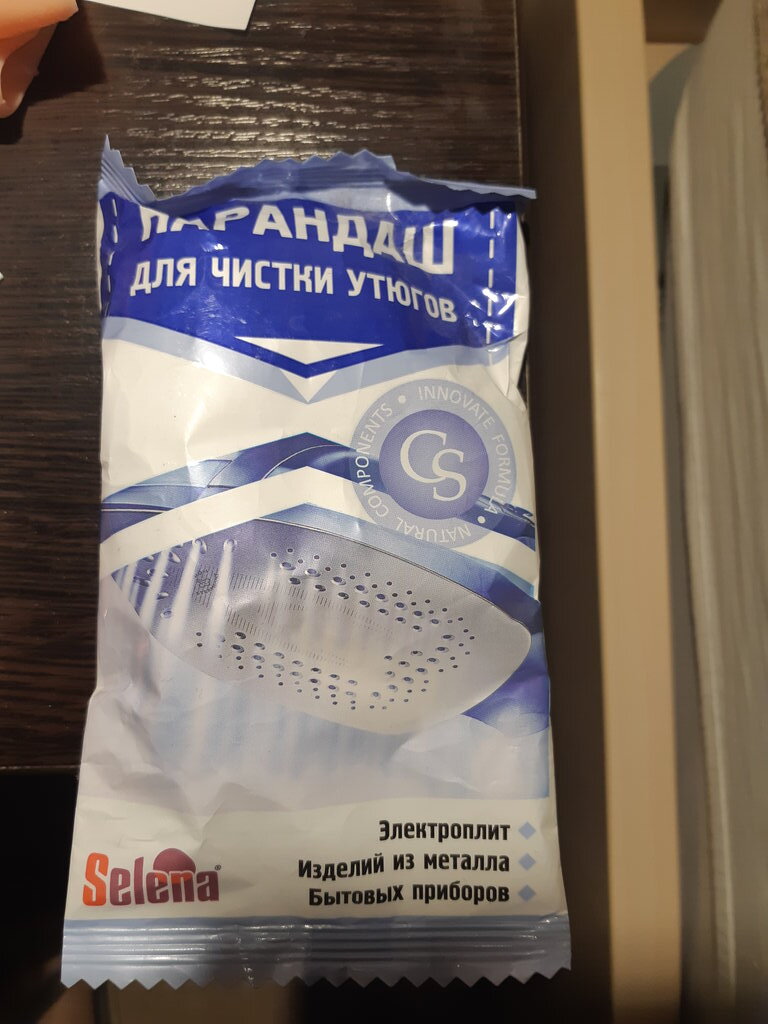 КАРАНДАШ
ДЛЯ ЧИСТКИ УТЮГОВ
INNOVATE FORMULA • NATURAL COMPONENTS •
CS
Электроплит
Изделий из металла
Бытовых приборов
Selena®